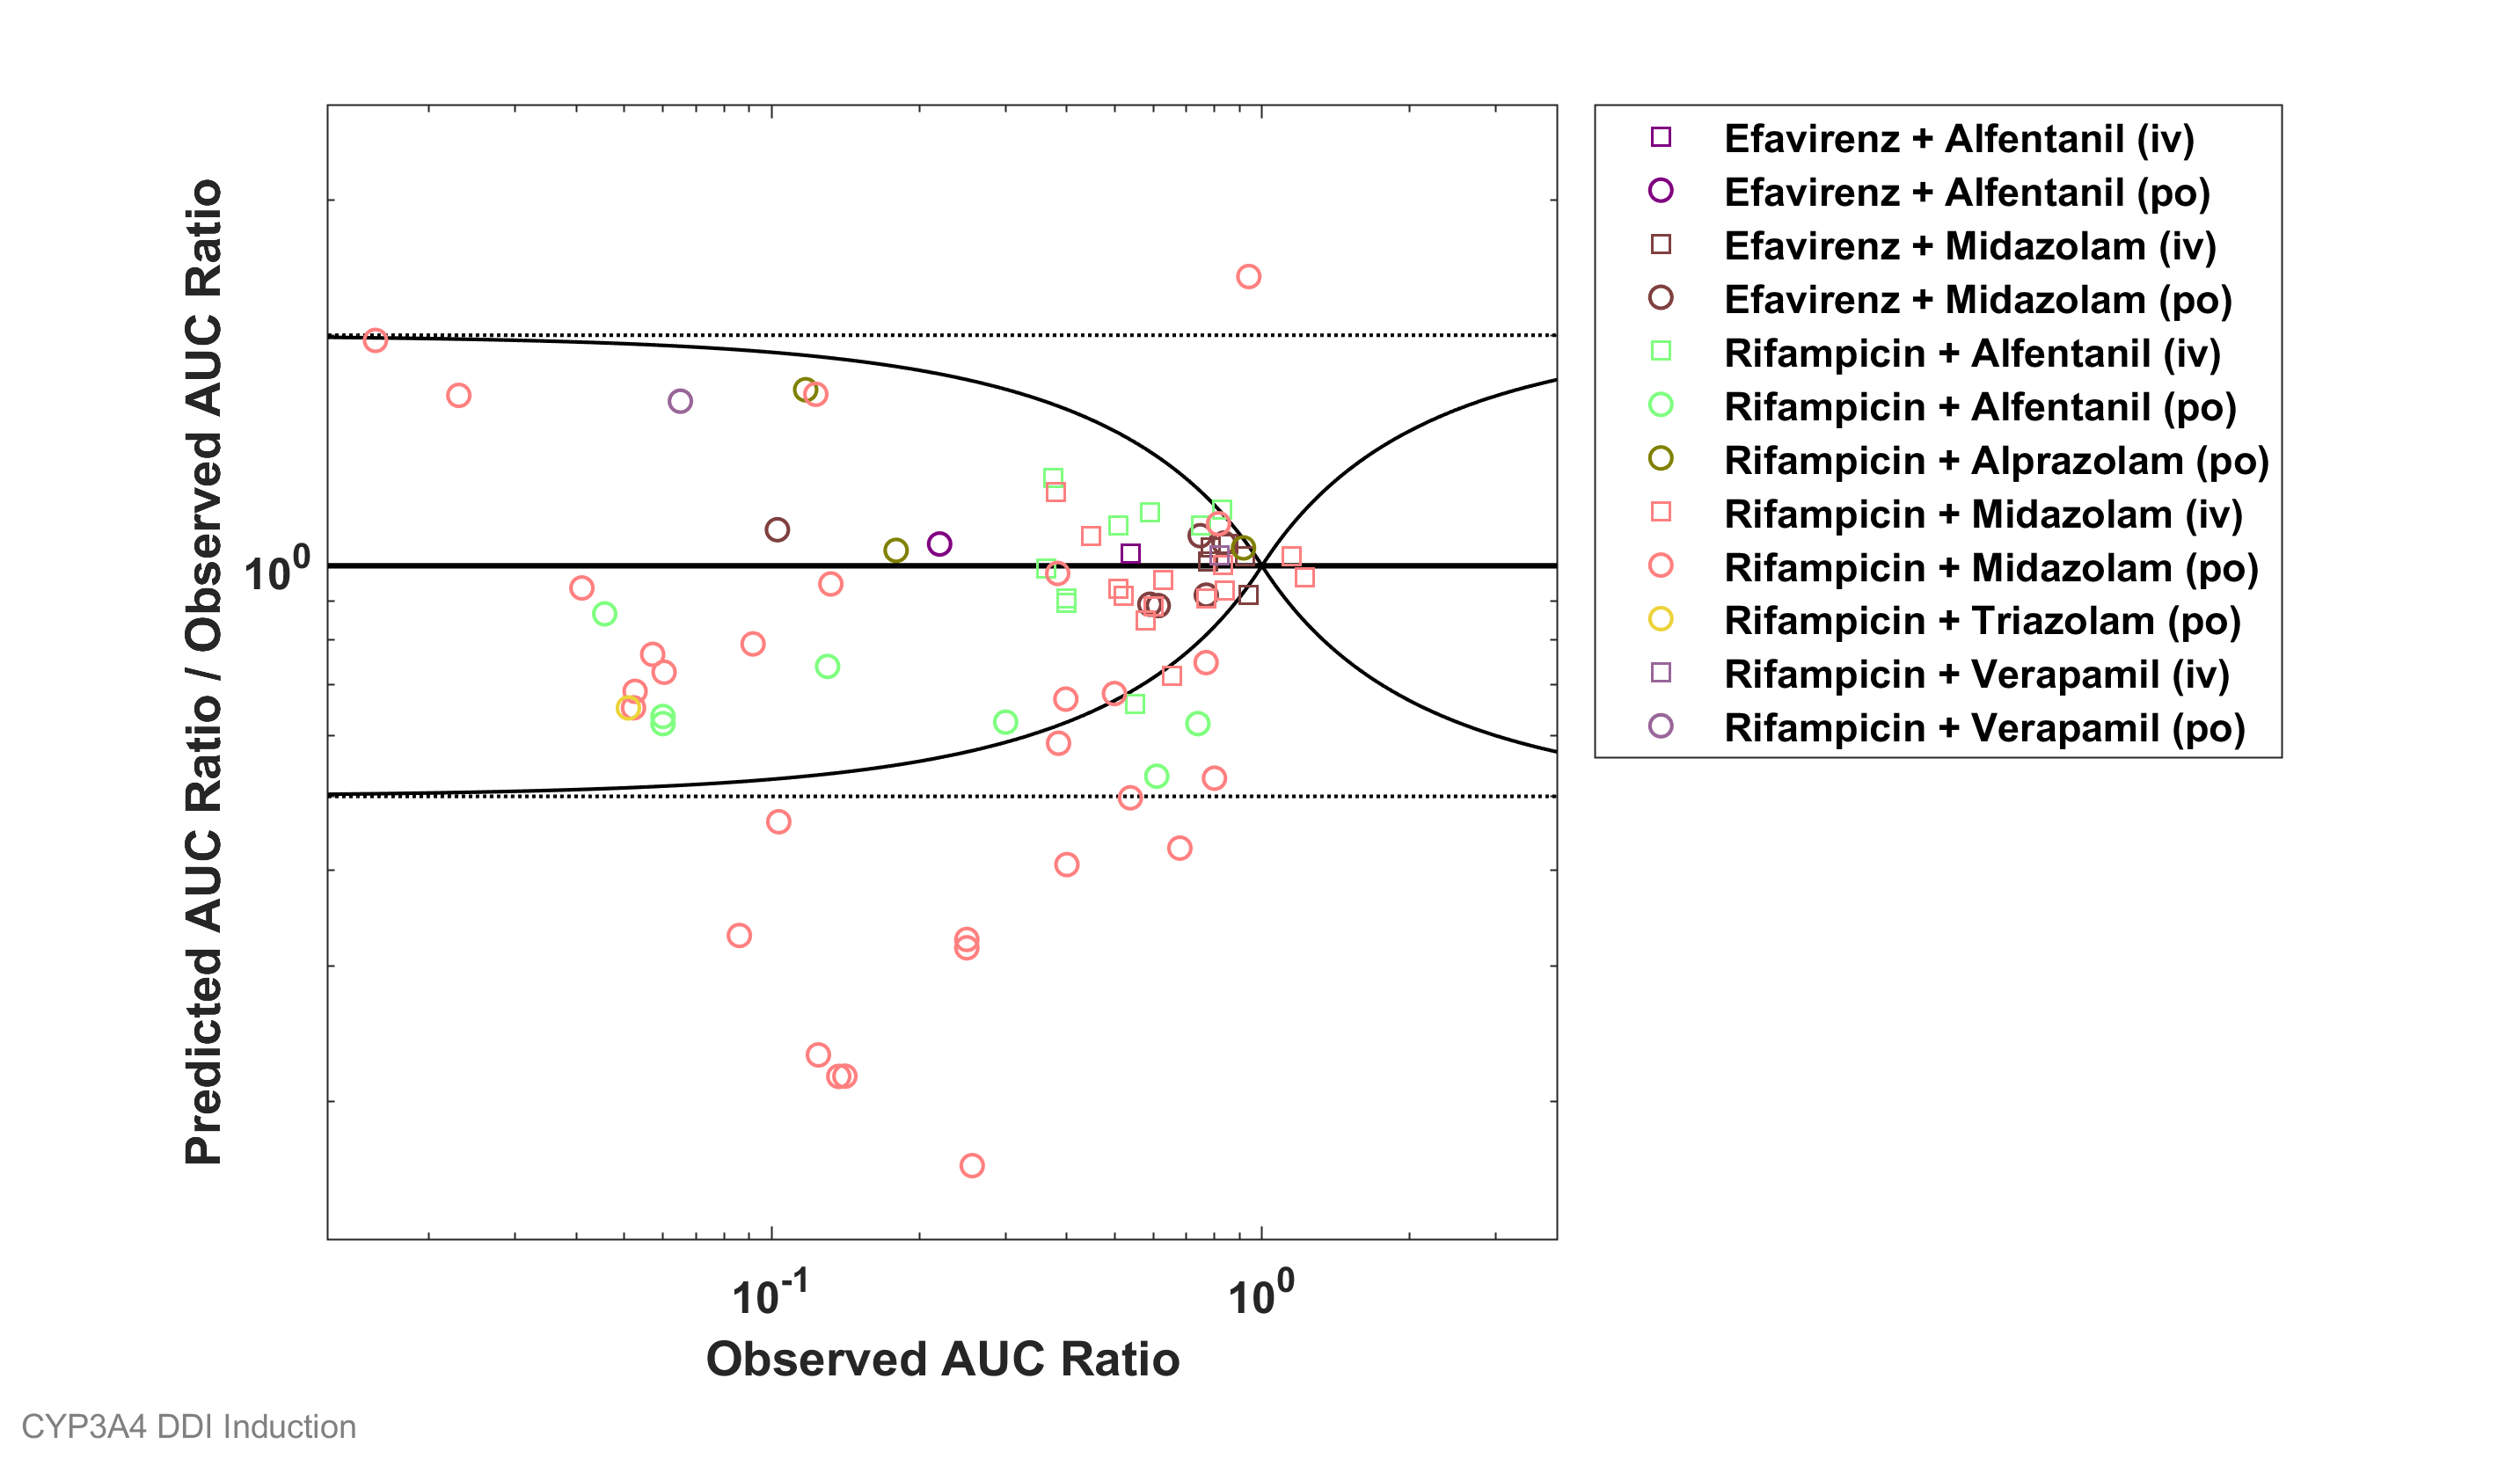 Predicted AUC Ratio / Observed AUC Ratio
10^0
10^-1
10^0
Observed AUC Ratio
Efavirenz + Alfentanil (iv)
Efavirenz + Alfentanil (po)
Efavirenz + Midazolam (iv)
Efavirenz + Midazolam (po)
Rifampicin + Alfentanil (iv)
Rifampicin + Alfentanil (po)
Rifampicin + Alprazolam (po)
Rifampicin + Midazolam (iv)
Rifampicin + Midazolam (po)
Rifampicin + Triazolam (po)
Rifampicin + Verapamil (iv)
Rifampicin + Verapamil (po)
CYP3A4 DDI Induction